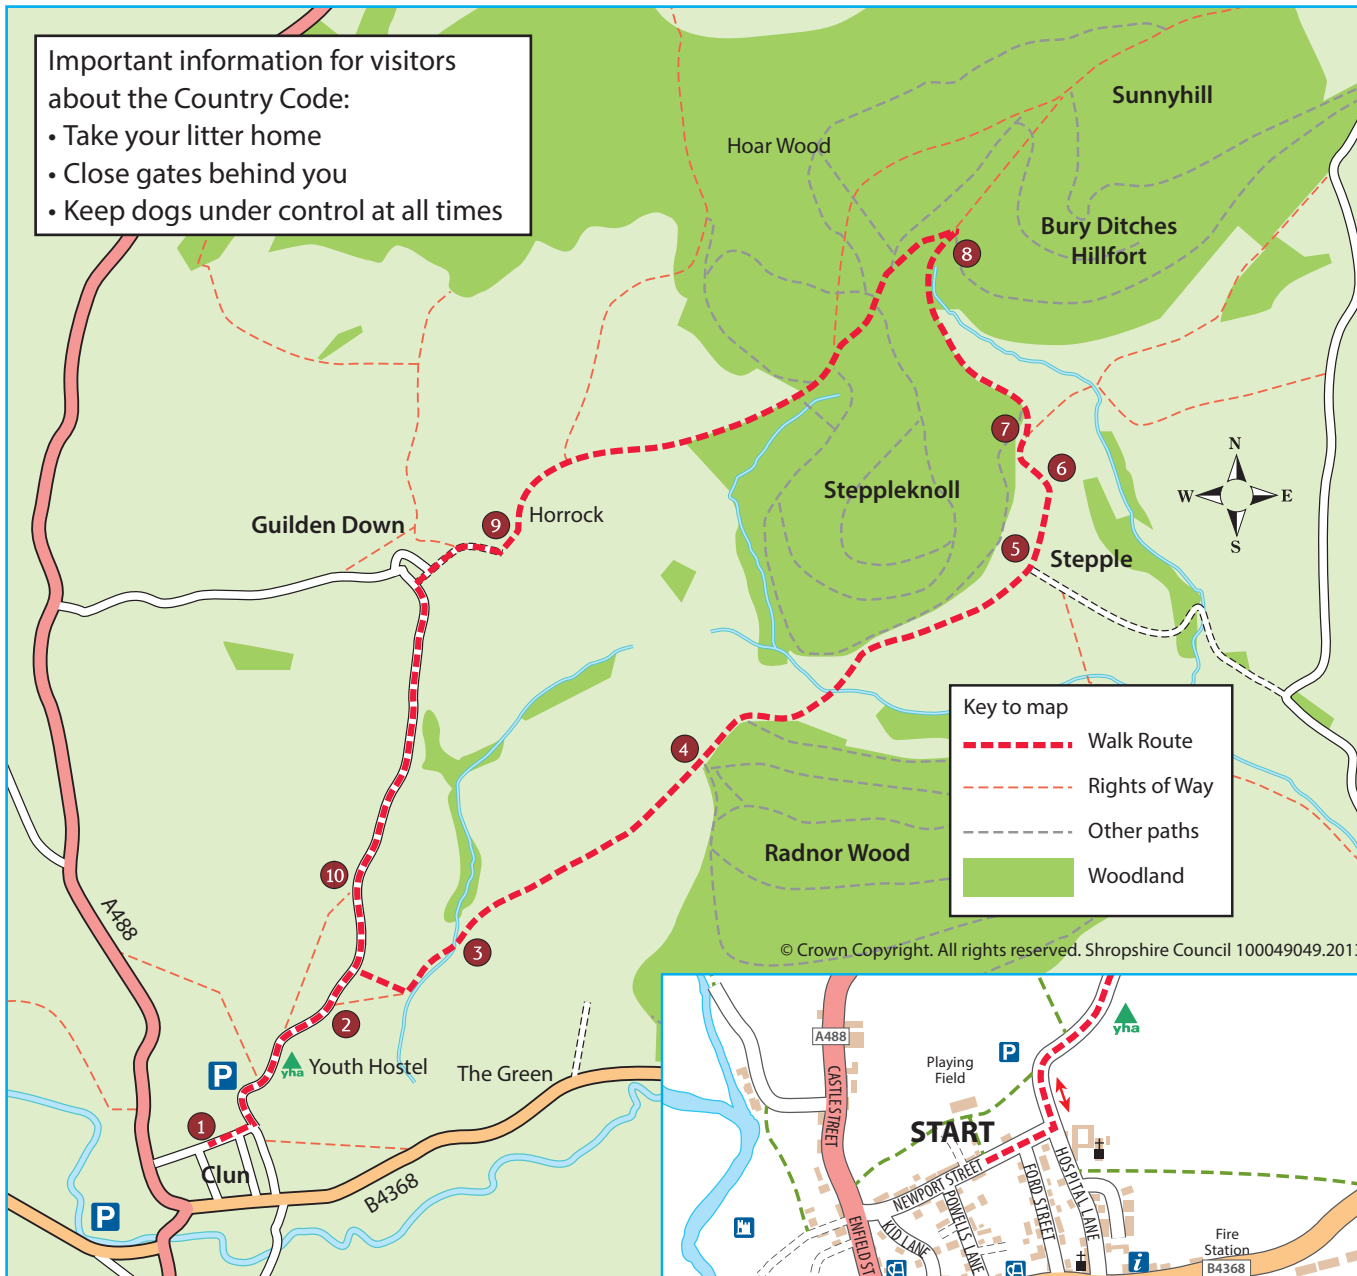 Important information for visitors
about the Country Code:
• Take your litter home
• Close gates behind you
• Keep dogs under control at all times
Sunnyhill
Hoar Wood
Bury Ditches
Hillfort
8
7
6
N
W E
S
Steppleknoll
Guilden Down
9
Horrock
5
Stepple
4
Key to map
Walk Route
Rights of Way
Other paths
Woodland
Radnor Wood
10
A488
3
© Crown Copyright. All rights reserved. Shropshire Council 100049049.2013
2
P
yha
Youth Hostel
The Green
1
Clun
B4368
P
A488
CASTLE STREET
P
yha
Playing
Field
START
NEWPORT STREET
HOSPITAL LANE
FORD STREET
POWELLS LANE
KID LANE
ENFIELD ST
i
Fire
Station
B4368